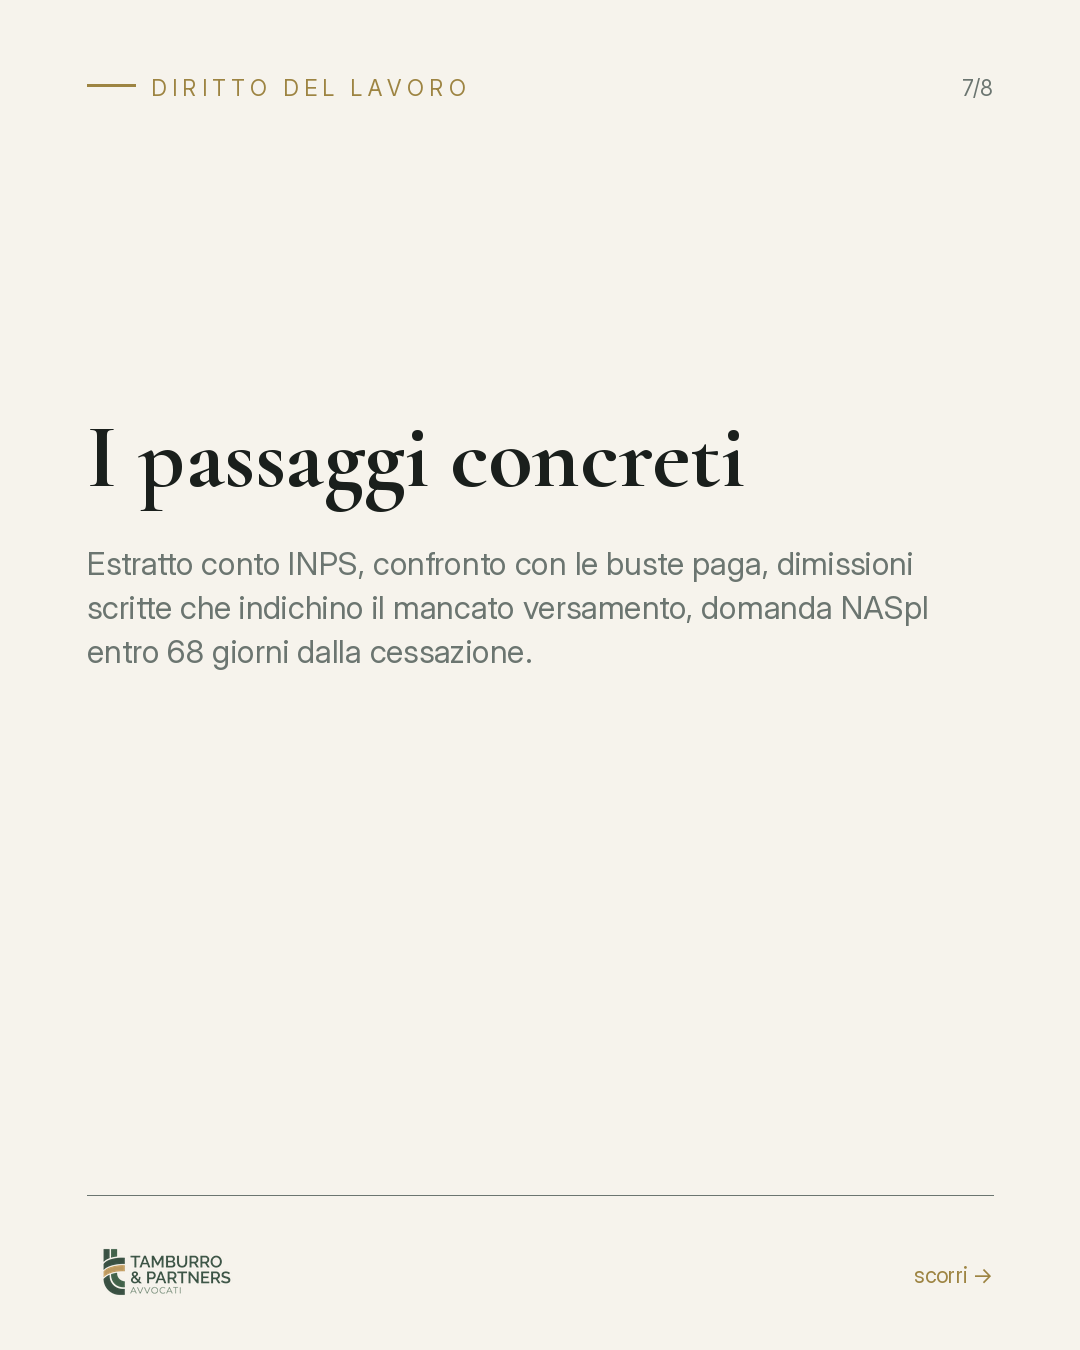 DIRITTO DEL LAVORO
7/8
I passaggi concreti
Estratto conto INPS, confronto con le buste paga, dimissioni
scritte che indichino il mancato versamento, domanda NASpI
entro 68 giorni dalla cessazione.
TAMBURRO
& PARTNERS
AVVOCATI
scorri →